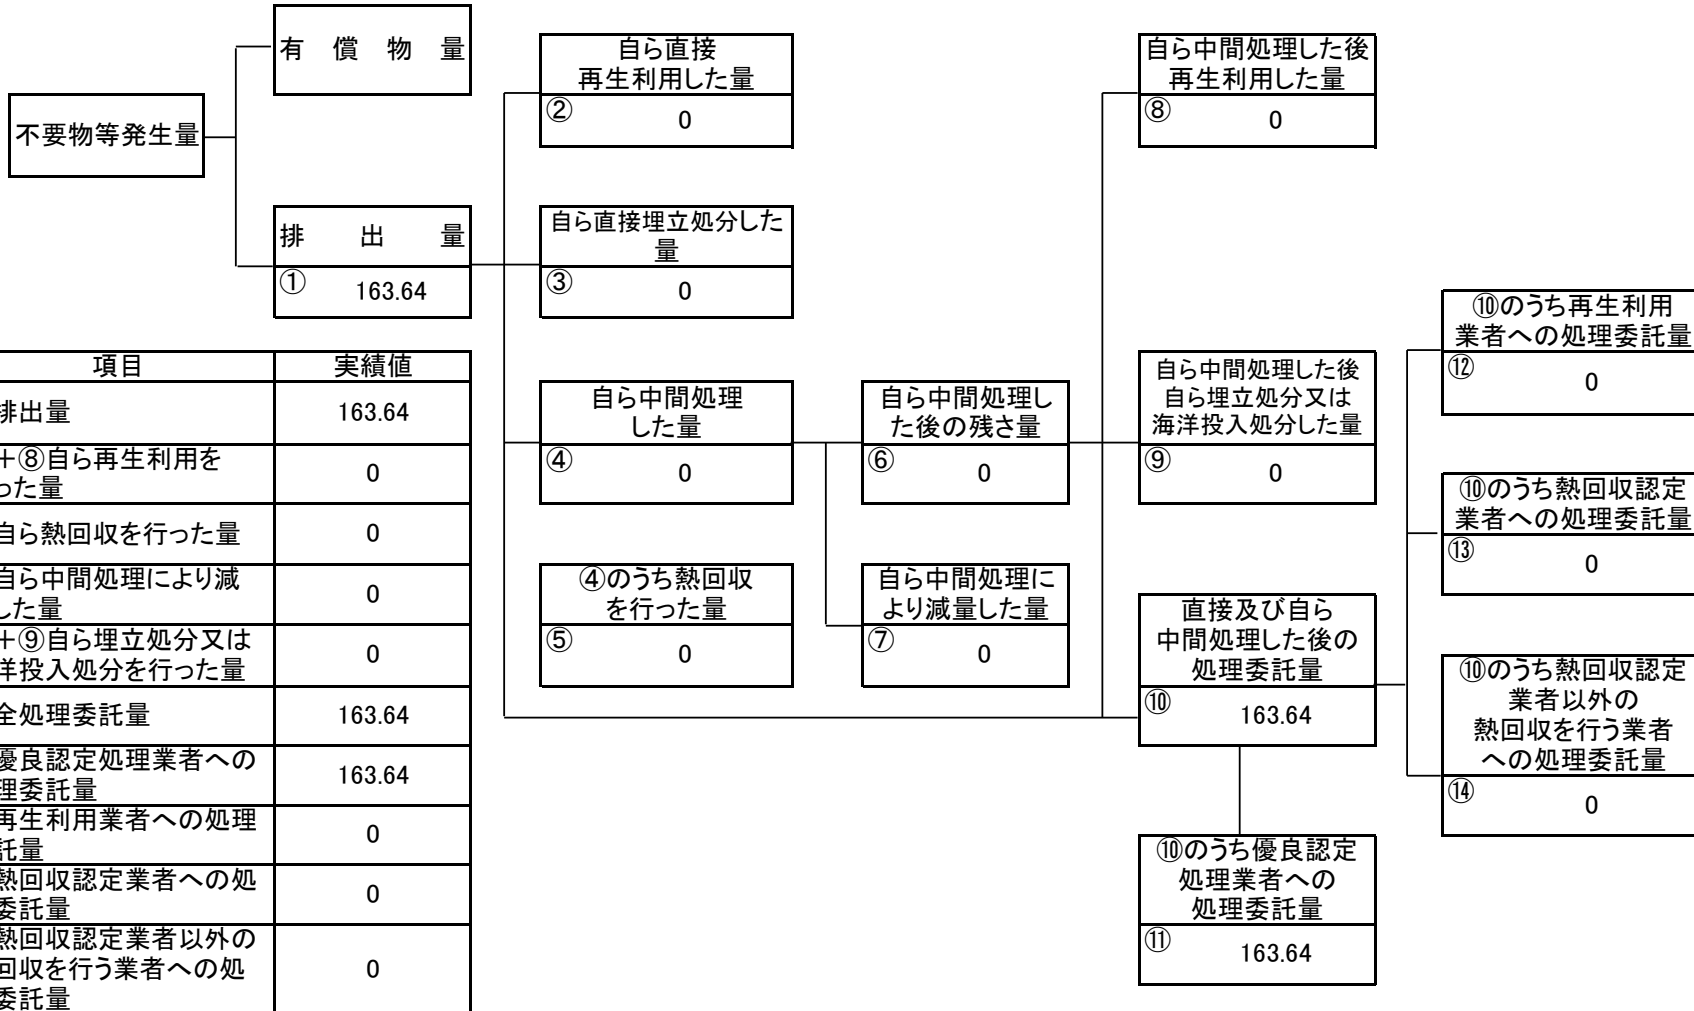 有償物量
不要物等発生量
排出量
① 163.64
自ら直接
再生利用した量
② 0
自ら直接埋立処分した
量
③ 0
自ら中間処理
した量
④ 0
④のうち熱回収
を行った量
⑤ 0
自ら中間処理し
た後の残さ量
⑥ 0
自ら中間処理に
より減量した量
⑦ 0
自ら中間処理した後
再生利用した量
⑧ 0
自ら中間処理した後
自ら埋立処分又は
海洋投入処分した量
⑨ 0
直接及び自ら
中間処理した後の
処理委託量
⑩ 163.64
⑩のうち優良認定
処理業者への
処理委託量
⑪ 163.64
⑩のうち再生利用
業者への処理委託量
⑫ 0
⑩のうち熱回収認定
業者への処理委託量
⑬ 0
⑩のうち熱回収認定
業者以外の
熱回収を行う業者
への処理委託量
⑭ 0
項目 実績値
排出量 163.64
+⑧自ら再生利用を
った量 0
自ら熱回収を行った量 0
自ら中間処理により減
した量 0
+⑨自ら埋立処分又は
洋投入処分を行った量 0
全処理委託量 163.64
優良認定処理業者への
理委託量 163.64
再生利用業者への処理
託量 0
熱回収認定業者への処
委託量 0
熱回収認定業者以外の
回収を行う業者への処
委託量 0